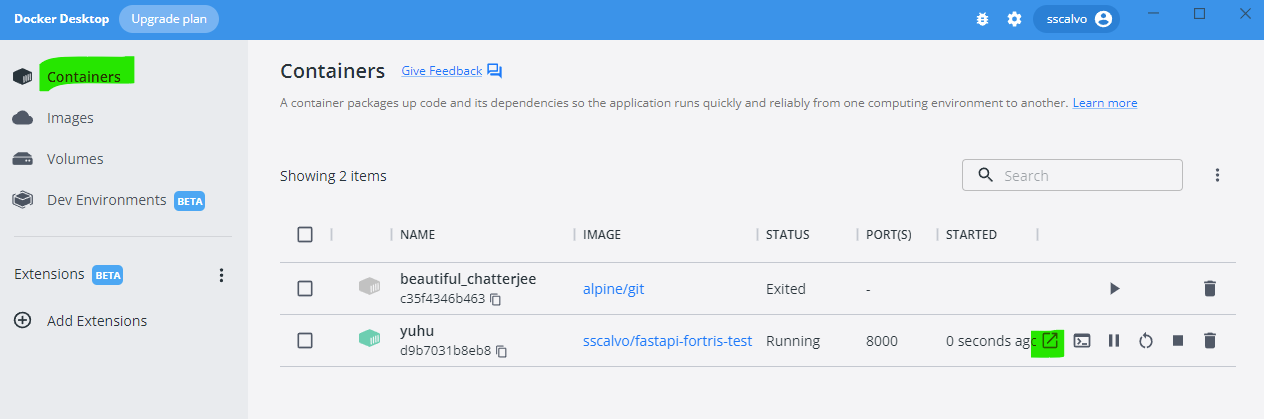 Docker Desktop Upgrade plan sscalvo
Containers
Images
Volumes
Dev Environments BETA
Extensions BETA
Add Extensions
Containers Give Feedback
A container packages up code and its dependencies so the application runs quickly and reliably from one computing environment to another. Learn more
Showing 2 items Search
NAME IMAGE STATUS PORT(S) STARTED
beautiful_chatterjee
c35f4346b463 alpine/git Exited -
yuhu
d9b7031b8eb8 sscalvo/fastapi-fortris-test Running 8000 0 seconds ago